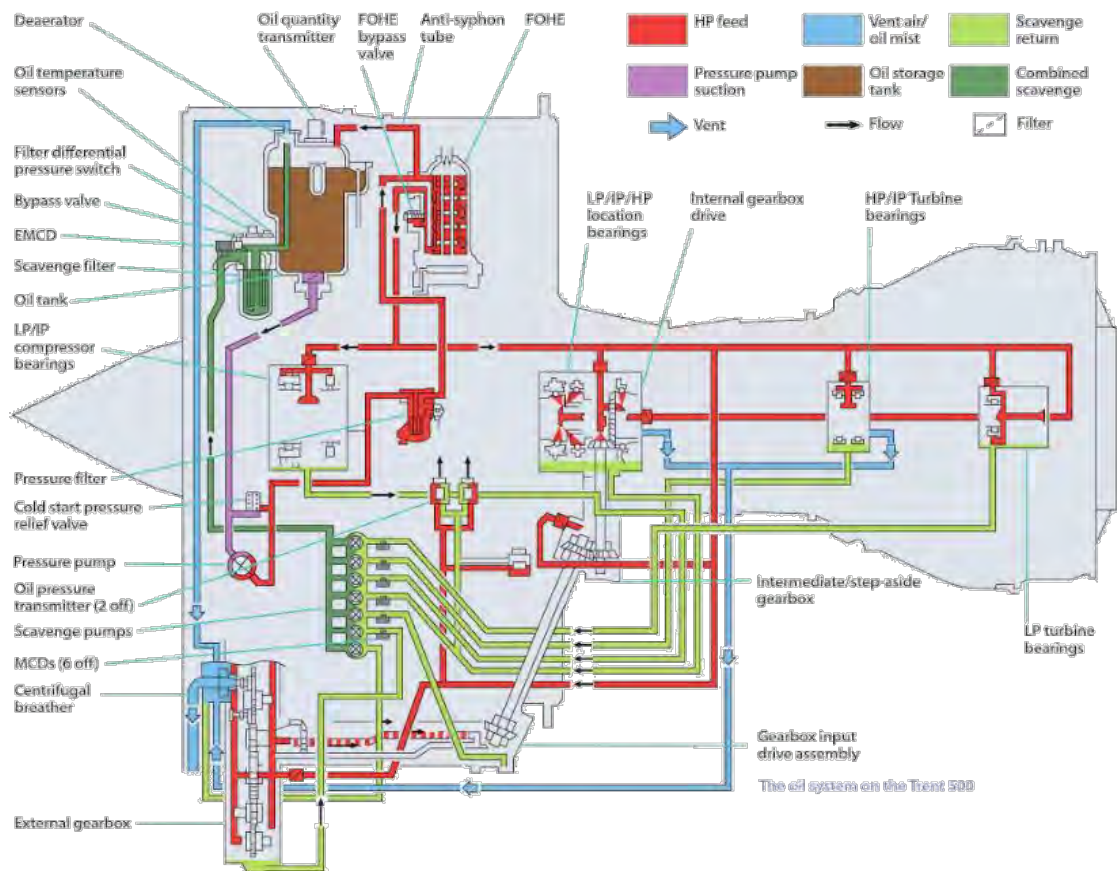 Deaerator
Oil quantity
transmitter
FOHE
bypass
valve
Anti-syphon
tube
FOHE
HP feed
Vent air/
oil mist
Scavenge
return
Oil temperature
sensors
Pressure pump
suction
Oil storage
tank
Combined
scavenge
Vent
Flow
Filter
Filter differential
pressure switch
Bypass valve
EMCD
Scavenge filter
Oil tank
LP/IP
compressor
bearings
LP/IP/HP
location
bearings
Internal gearbox
drive
HP/IP Turbine
bearings
Pressure filter
Cold start pressure
relief valve
Pressure pump
Oil pressure
transmitter (2 off)
Scavenge pumps
MCDs (6 off)
Centrifugal
breather
External gearbox
Intermediate/step-aside
gearbox
LP turbine
bearings
Gearbox input
drive assembly
The oil system on the Trent 500